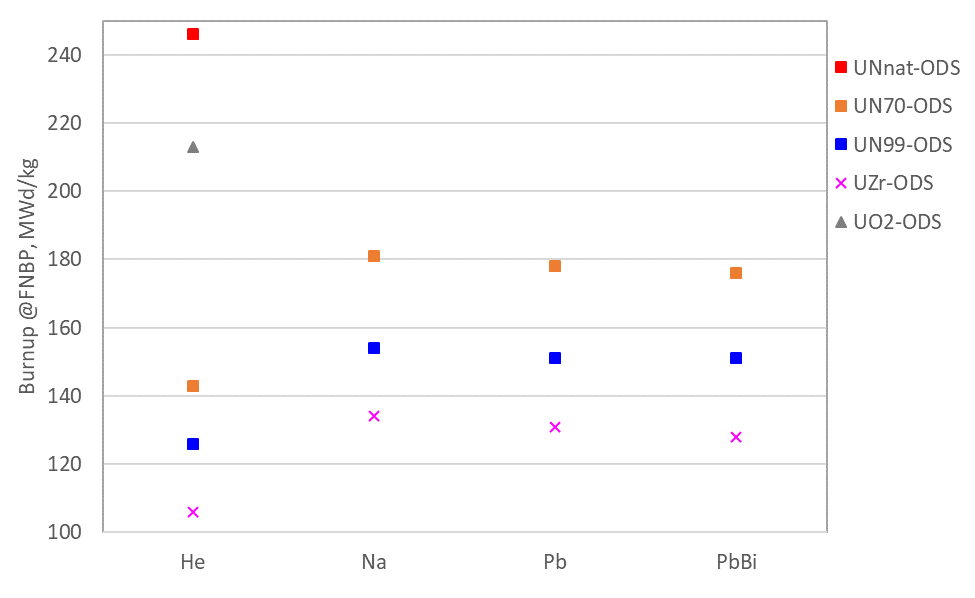 Burnup @FNBP, MWd/kg
240
220
200
180
160
140
120
100
He
Na
Pb
PbBi
UNnat-ODS
UN70-ODS
UN99-ODS
UZr-ODS
UO2-ODS